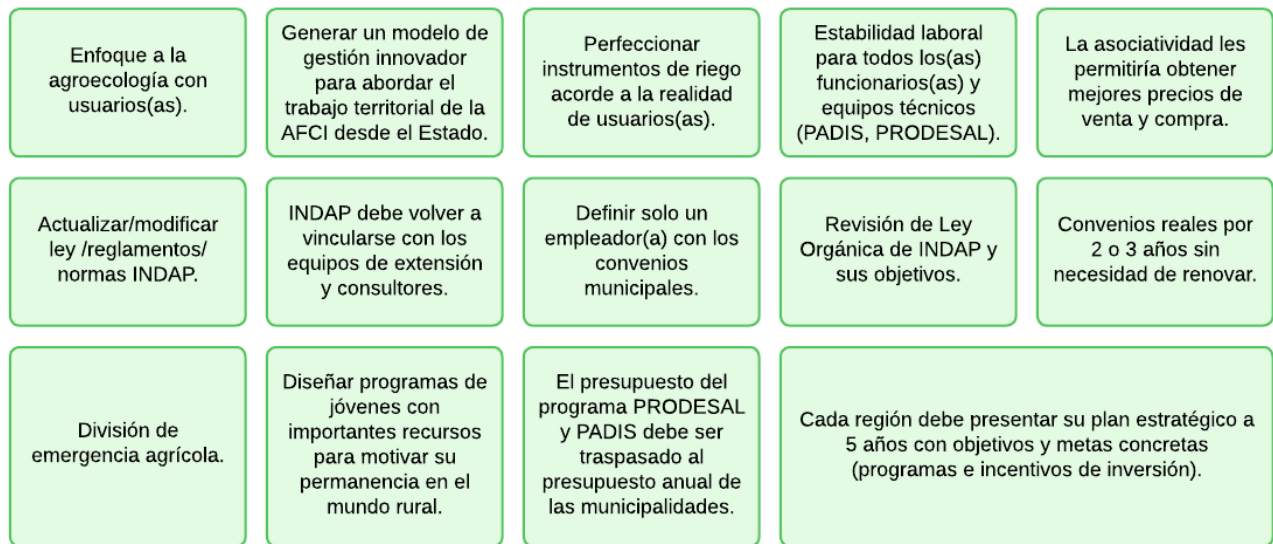 Enfoque a la
agroecología con
usuarios(as).
Generar un modelo de
gestión innovador
para abordar el
trabajo territorial de la
AFCI desde el Estado.
Perfeccionar
instrumentos de riego
acorde a la realidad
de usuarios(as).
Estabilidad laboral
para todos los(as)
funcionarios(as) y
equipos técnicos
(PADIS, PRODESAL).
La asociatividad les
permitiría obtener
mejores precios de
venta y compra.
Actualizar/modificar
ley /reglamentos/
normas INDAP.
INDAP debe volver a
vincularse con los
equipos de extensión
y consultores.
Definir solo un
empleador(a) con los
convenios
municipales.
Revisión de Ley
Orgánica de INDAP y
sus objetivos.
Convenios reales por
2 o 3 años sin
necesidad de renovar.
División de
emergencia agrícola.
Diseñar programas de
jóvenes con
importantes recursos
para motivar su
permanencia en el
mundo rural.
El presupuesto del
programa PRODESAL
y PADIS debe ser
traspasado al
presupuesto anual de
las municipalidades.
Cada región debe presentar su plan estratégico a
5 años con objetivos y metas concretas
(programas e incentivos de inversión).